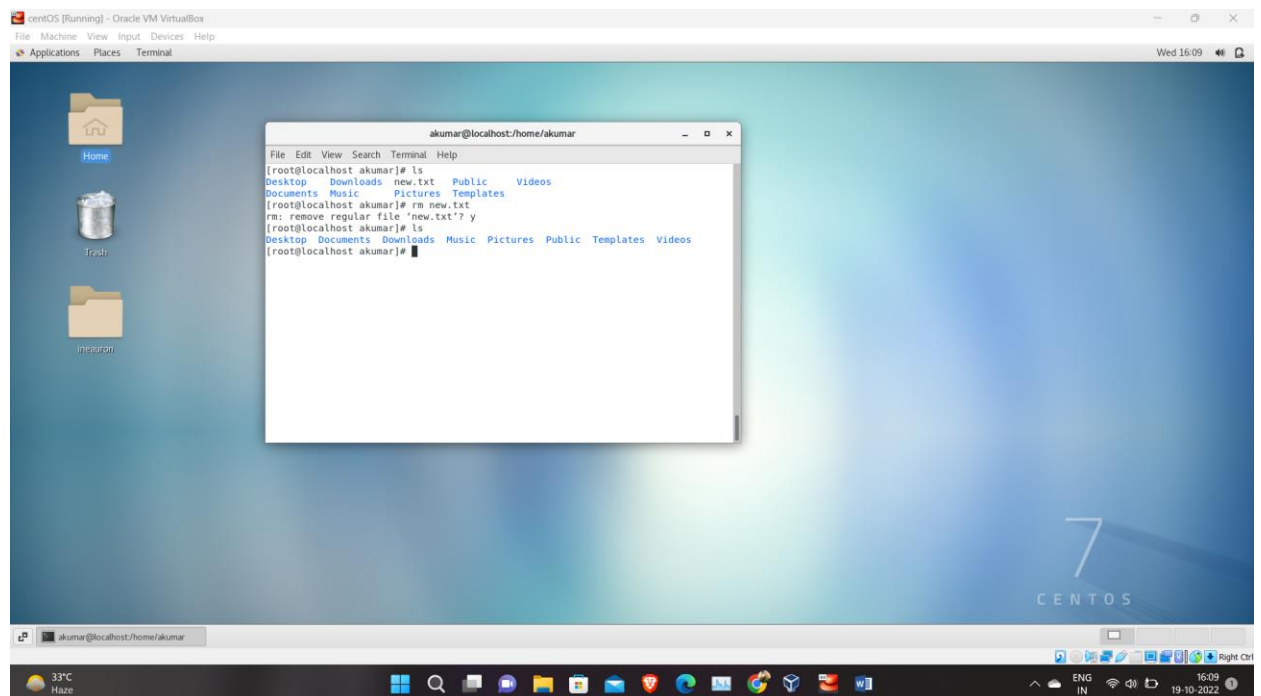 centOS [Running] - Oracle VM VirtualBox
File Machine View Input Devices Help
Applications Places Terminal Wed 16:09
Home
Trash
ineauron
akumar@localhost:/home/akumar
File Edit View Search Terminal Help
[root@localhost akumar]# ls
Desktop Downloads new.txt Public Videos
Documents Music Pictures Templates
[root@localhost akumar]# rm new.txt
rm: remove regular file ‘new.txt’? y
[root@localhost akumar]# ls
Desktop Documents Downloads Music Pictures Public Templates Videos
[root@localhost akumar]#
7
CENTOS
akumar@localhost:/home/akumar
Right Ctrl
33°C
Haze
ENG
IN
16:09
19-10-2022
1